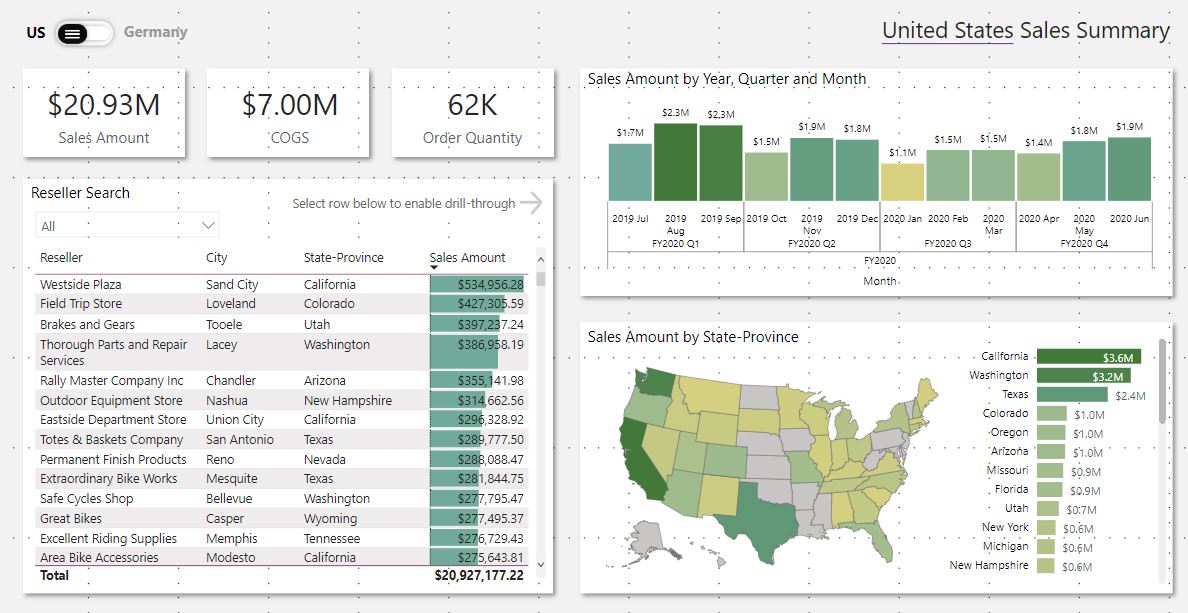 US Germany
United States Sales Summary
$20.93M
Sales Amount
$7.00M
COGS
62K
Order Quantity
Reseller Search
Select row below to enable drill-through
All
Reseller City State-Province Sales Amount
Westside Plaza Sand City California $534,956.28
Field Trip Store Loveland Colorado $427,305.59
Brakes and Gears Tooele Utah $397,237.24
Thorough Parts and Repair Services Lacey Washington $386,958.19
Rally Master Company Inc Chandler Arizona $355,141.98
Outdoor Equipment Store Nashua New Hampshire $314,662.56
Eastside Department Store Union City California $296,328.92
Totes & Baskets Company San Antonio Texas $289,777.50
Permanent Finish Products Reno Nevada $288,088.47
Extraordinary Bike Works Mesquite Texas $281,844.75
Safe Cycles Shop Bellevue Washington $277,795.47
Great Bikes Casper Wyoming $277,495.37
Excellent Riding Supplies Memphis Tennessee $276,729.43
Area Bike Accessories Modesto California $275,643.81
Total $20,927,177.22
Sales Amount by Year, Quarter and Month
$1.7M $2.3M $2.3M $1.5M $1.9M $1.8M $1.1M $1.5M $1.5M $1.4M $1.8M $1.9M
2019 Jul 2019 Aug 2019 Sep 2019 Oct 2019 Nov 2019 Dec 2020 Jan 2020 Feb 2020 Mar 2020 Apr 2020 May 2020 Jun
FY2020 Q1 FY2020 Q2 FY2020 Q3 FY2020 Q4
FY2020
Month
Sales Amount by State-Province
California $3.6M
Washington $3.2M
Texas $2.4M
Colorado $1.0M
Oregon $1.0M
Arizona $1.0M
Missouri $0.9M
Florida $0.9M
Utah $0.7M
New York $0.6M
Michigan $0.6M
New Hampshire $0.6M